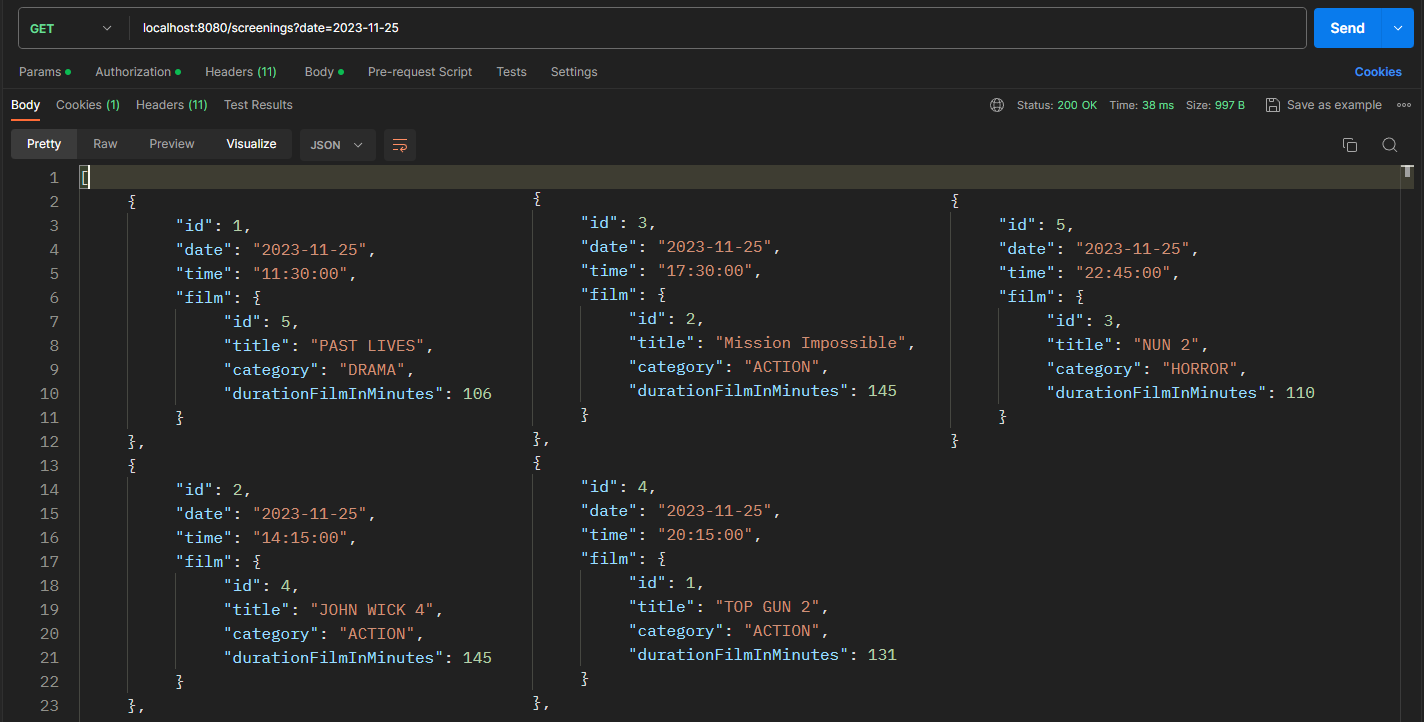 GET localhost:8080/screenings?date=2023-11-25 Send
Params Authorization Headers (11) Body Pre-request Script Tests Settings Cookies
Body Cookies (1) Headers (11) Test Results Status: 200 OK Time: 38 ms Size: 997 B Save as example
Pretty Raw Preview Visualize JSON
1 [
2 {
3 "id": 1,
4 "date": "2023-11-25",
5 "time": "11:30:00",
6 "film": {
7 "id": 5,
8 "title": "PAST LIVES",
9 "category": "DRAMA",
10 "durationFilmInMinutes": 106
11 }
12 },
13 {
14 "id": 2,
15 "date": "2023-11-25",
16 "time": "14:15:00",
17 "film": {
18 "id": 4,
19 "title": "JOHN WICK 4",
20 "category": "ACTION",
21 "durationFilmInMinutes": 145
22 }
23 },
{
"id": 3,
"date": "2023-11-25",
"time": "17:30:00",
"film": {
"id": 2,
"title": "Mission Impossible",
"category": "ACTION",
"durationFilmInMinutes": 145
}
},
{
"id": 4,
"date": "2023-11-25",
"time": "20:15:00",
"film": {
"id": 1,
"title": "TOP GUN 2",
"category": "ACTION",
"durationFilmInMinutes": 131
}
},
{
"id": 5,
"date": "2023-11-25",
"time": "22:45:00",
"film": {
"id": 3,
"title": "NUN 2",
"category": "HORROR",
"durationFilmInMinutes": 110
}
}